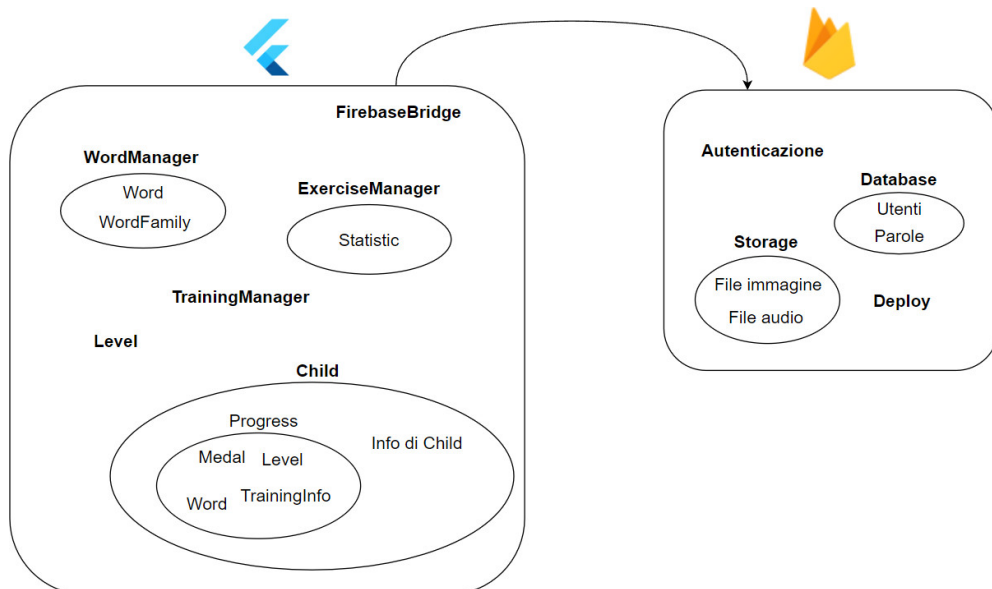 FirebaseBridge
WordManager
Word
WordFamily
ExerciseManager
Statistic
TrainingManager
Level
Child
Progress
Info di Child
Medal
Level
Word
TrainingInfo
Autenticazione
Database
Utenti
Parole
Storage
File immagine
File audio
Deploy